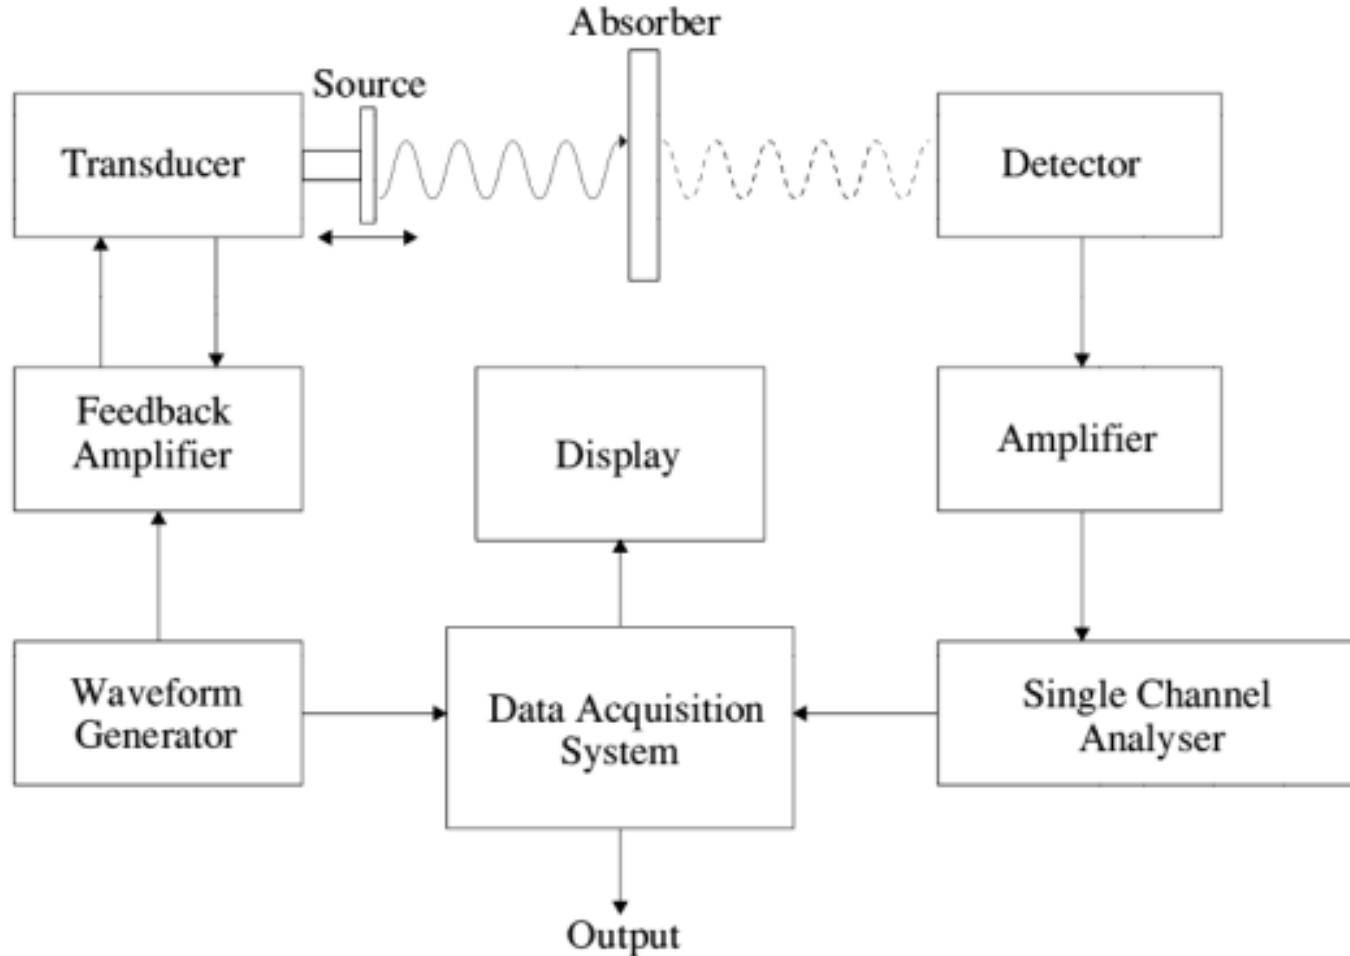 Absorber
Source
Transducer
Detector
Feedback
Amplifier
Display
Amplifier
Waveform
Generator
Data Acquisition
System
Single Channel
Analyser
Output